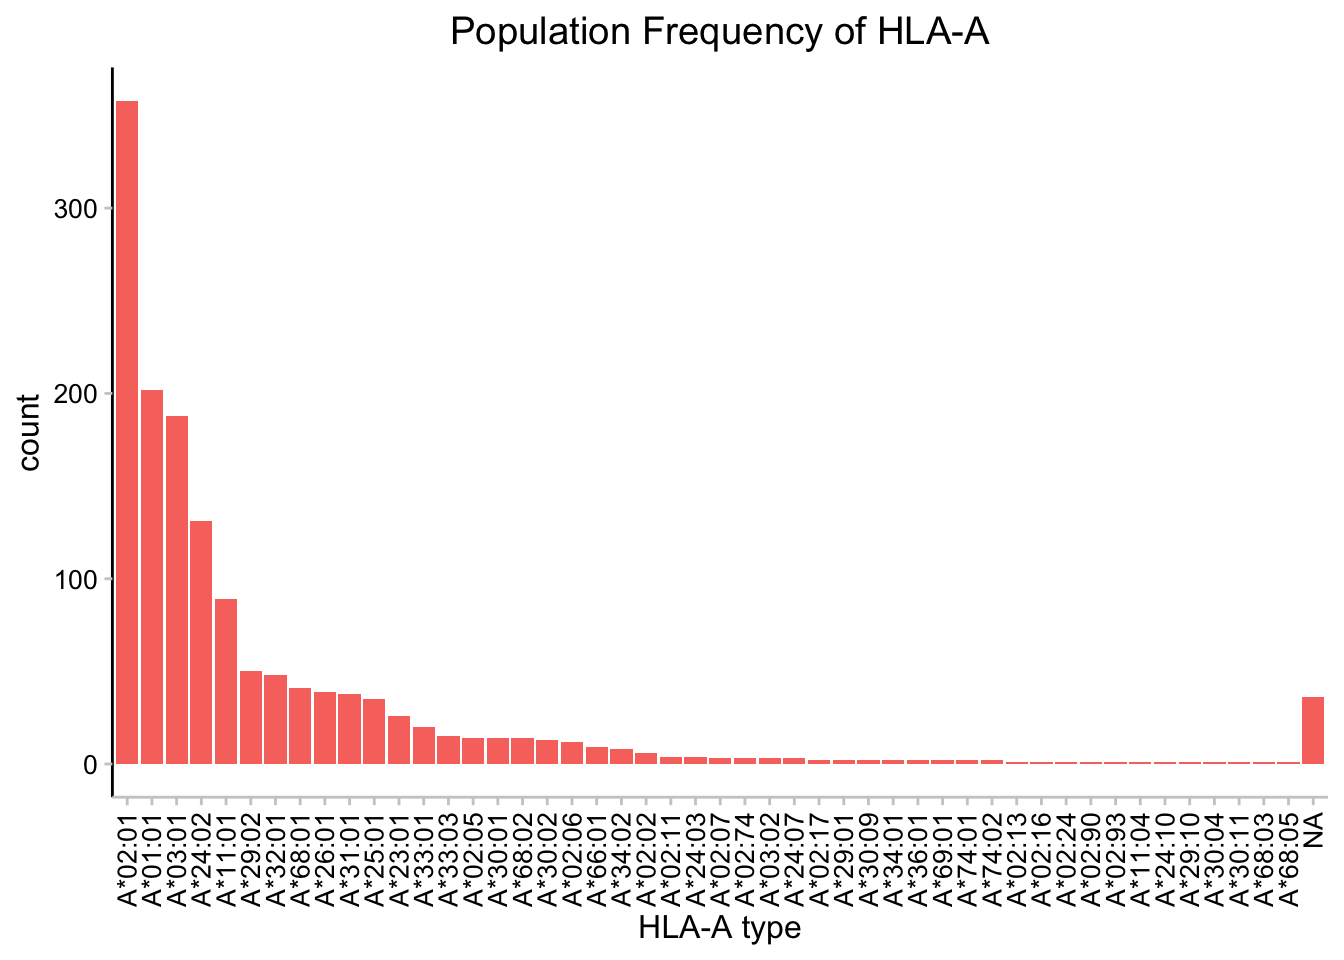 Population Frequency of HLA-A
count
300
200
100
0
A*02:01
A*01:01
A*03:01
A*24:02
A*11:01
A*29:02
A*32:01
A*68:01
A*26:01
A*31:01
A*25:01
A*23:01
A*33:01
A*33:03
A*02:05
A*30:01
A*68:02
A*30:02
A*02:06
A*66:01
A*34:02
A*02:02
A*02:11
A*24:03
A*02:07
A*02:74
A*03:02
A*24:07
A*02:17
A*29:01
A*30:09
A*34:01
A*36:01
A*69:01
A*74:01
A*74:02
A*02:13
A*02:16
A*02:24
A*02:90
A*02:93
A*11:04
A*24:10
A*29:10
A*30:04
A*30:11
A*68:03
A*68:05
NA
HLA-A type